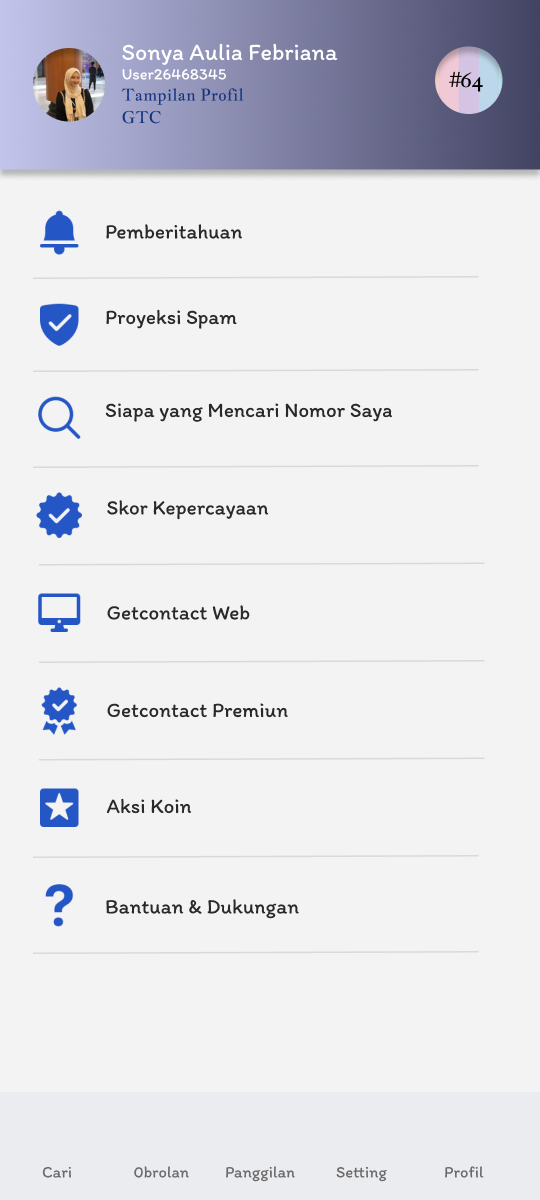 Sonya Aulia Febriana
User26468345
Tampilan Profil
GTC
#64
Pemberitahuan
Proyeksi Spam
Siapa yang Mencari Nomor Saya
Skor Kepercayaan
Getcontact Web
Getcontact Premiun
Aksi Koin
Bantuan & Dukungan
Cari
Obrolan
Panggilan
Setting
Profil